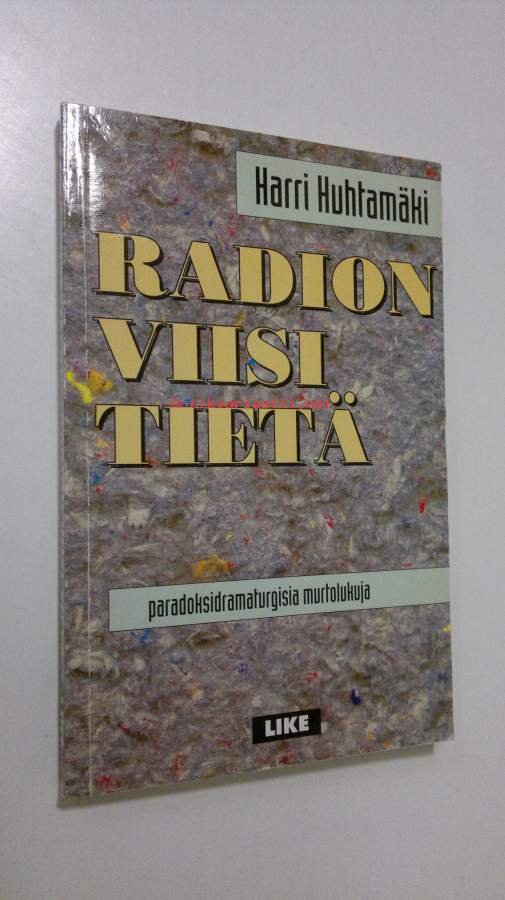 Harri Huhtamäki
RADION
VIISI
TIETÄ
paradoksidramaturgisia murtolukuja
LIKE